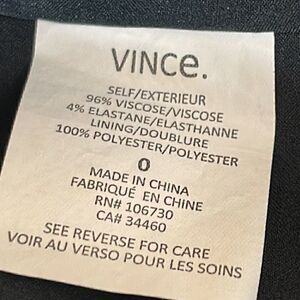 VINce.
SELF/EXTERIEUR
96% VISCOSE/VISCOSE
4% ELASTANE/ELASTHANNE
LINING/DOUBLURE
100% POLYESTER/POLYESTER
0
MADE IN CHINA
FABRIQUÉ EN CHINE
RN# 106730
CA# 34460
SEE REVERSE FOR CARE
VOIR AU VERSO POUR LES SOINS